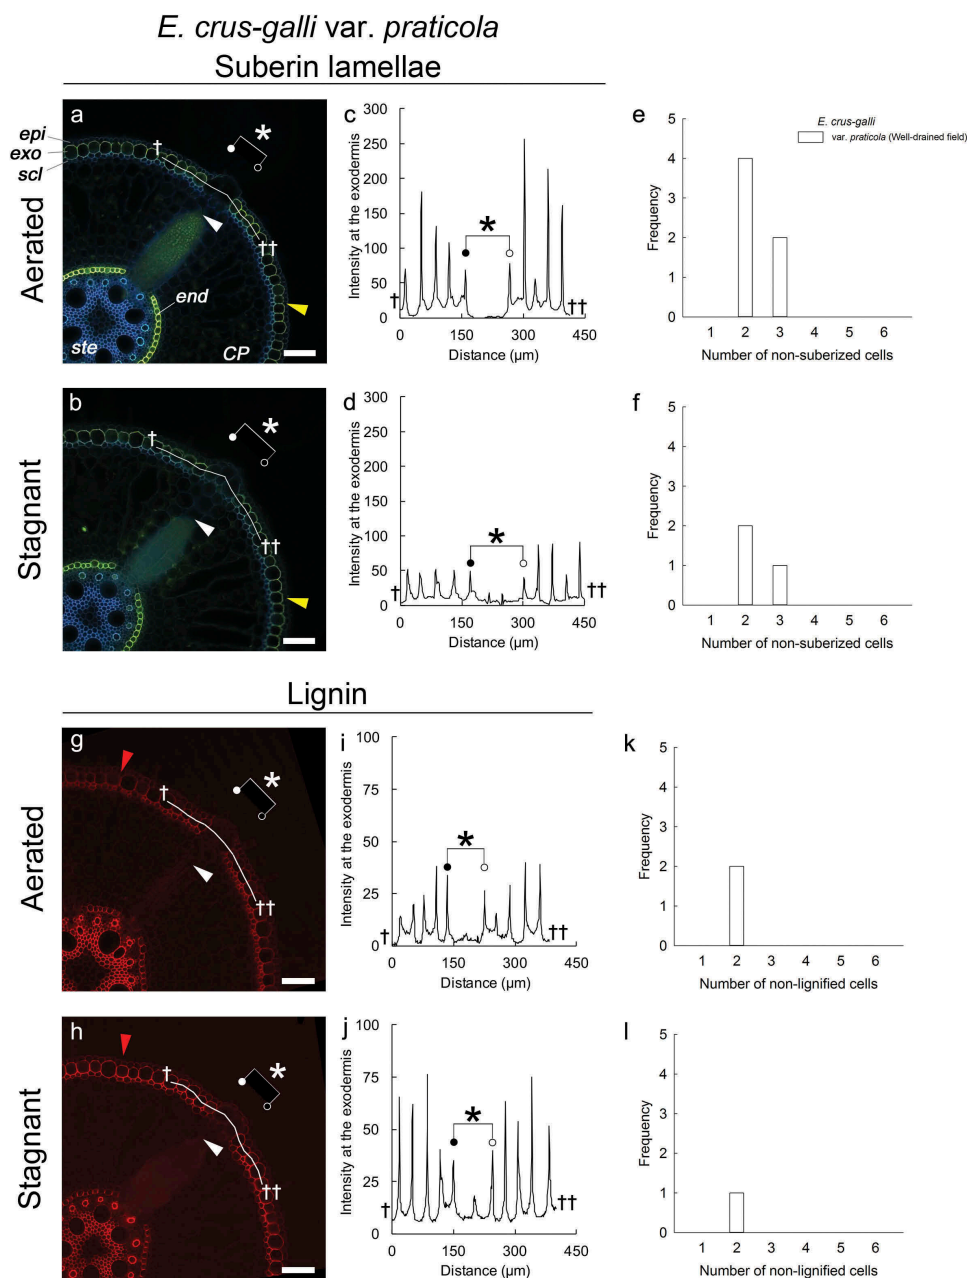 E. crus-galli var. praticola
Suberin lamellae
Aerated
a
epi
exo
scl
†
*
††
end
ste
CP
c
Intensity at the exodermis
300
250
200
150
100
50
0
†
*
††
0 150 300 450
Distance (µm)
e
E. crus-galli
var. praticola (Well-drained field)
Frequency
5
4
3
2
1
0
1 2 3 4 5 6
Number of non-suberized cells
Stagnant
b
†
*
††
d
Intensity at the exodermis
300
250
200
150
100
50
0
†
*
††
0 150 300 450
Distance (µm)
f
Frequency
5
4
3
2
1
0
1 2 3 4 5 6
Number of non-suberized cells
Lignin
Aerated
g
†
*
††
i
Intensity at the exodermis
100
75
50
25
0
†
*
††
0 150 300 450
Distance (µm)
k
Frequency
5
4
3
2
1
0
1 2 3 4 5 6
Number of non-lignified cells
Stagnant
h
†
*
††
j
Intensity at the exodermis
100
75
50
25
0
†
*
††
0 150 300 450
Distance (µm)
l
Frequency
5
4
3
2
1
0
1 2 3 4 5 6
Number of non-lignified cells